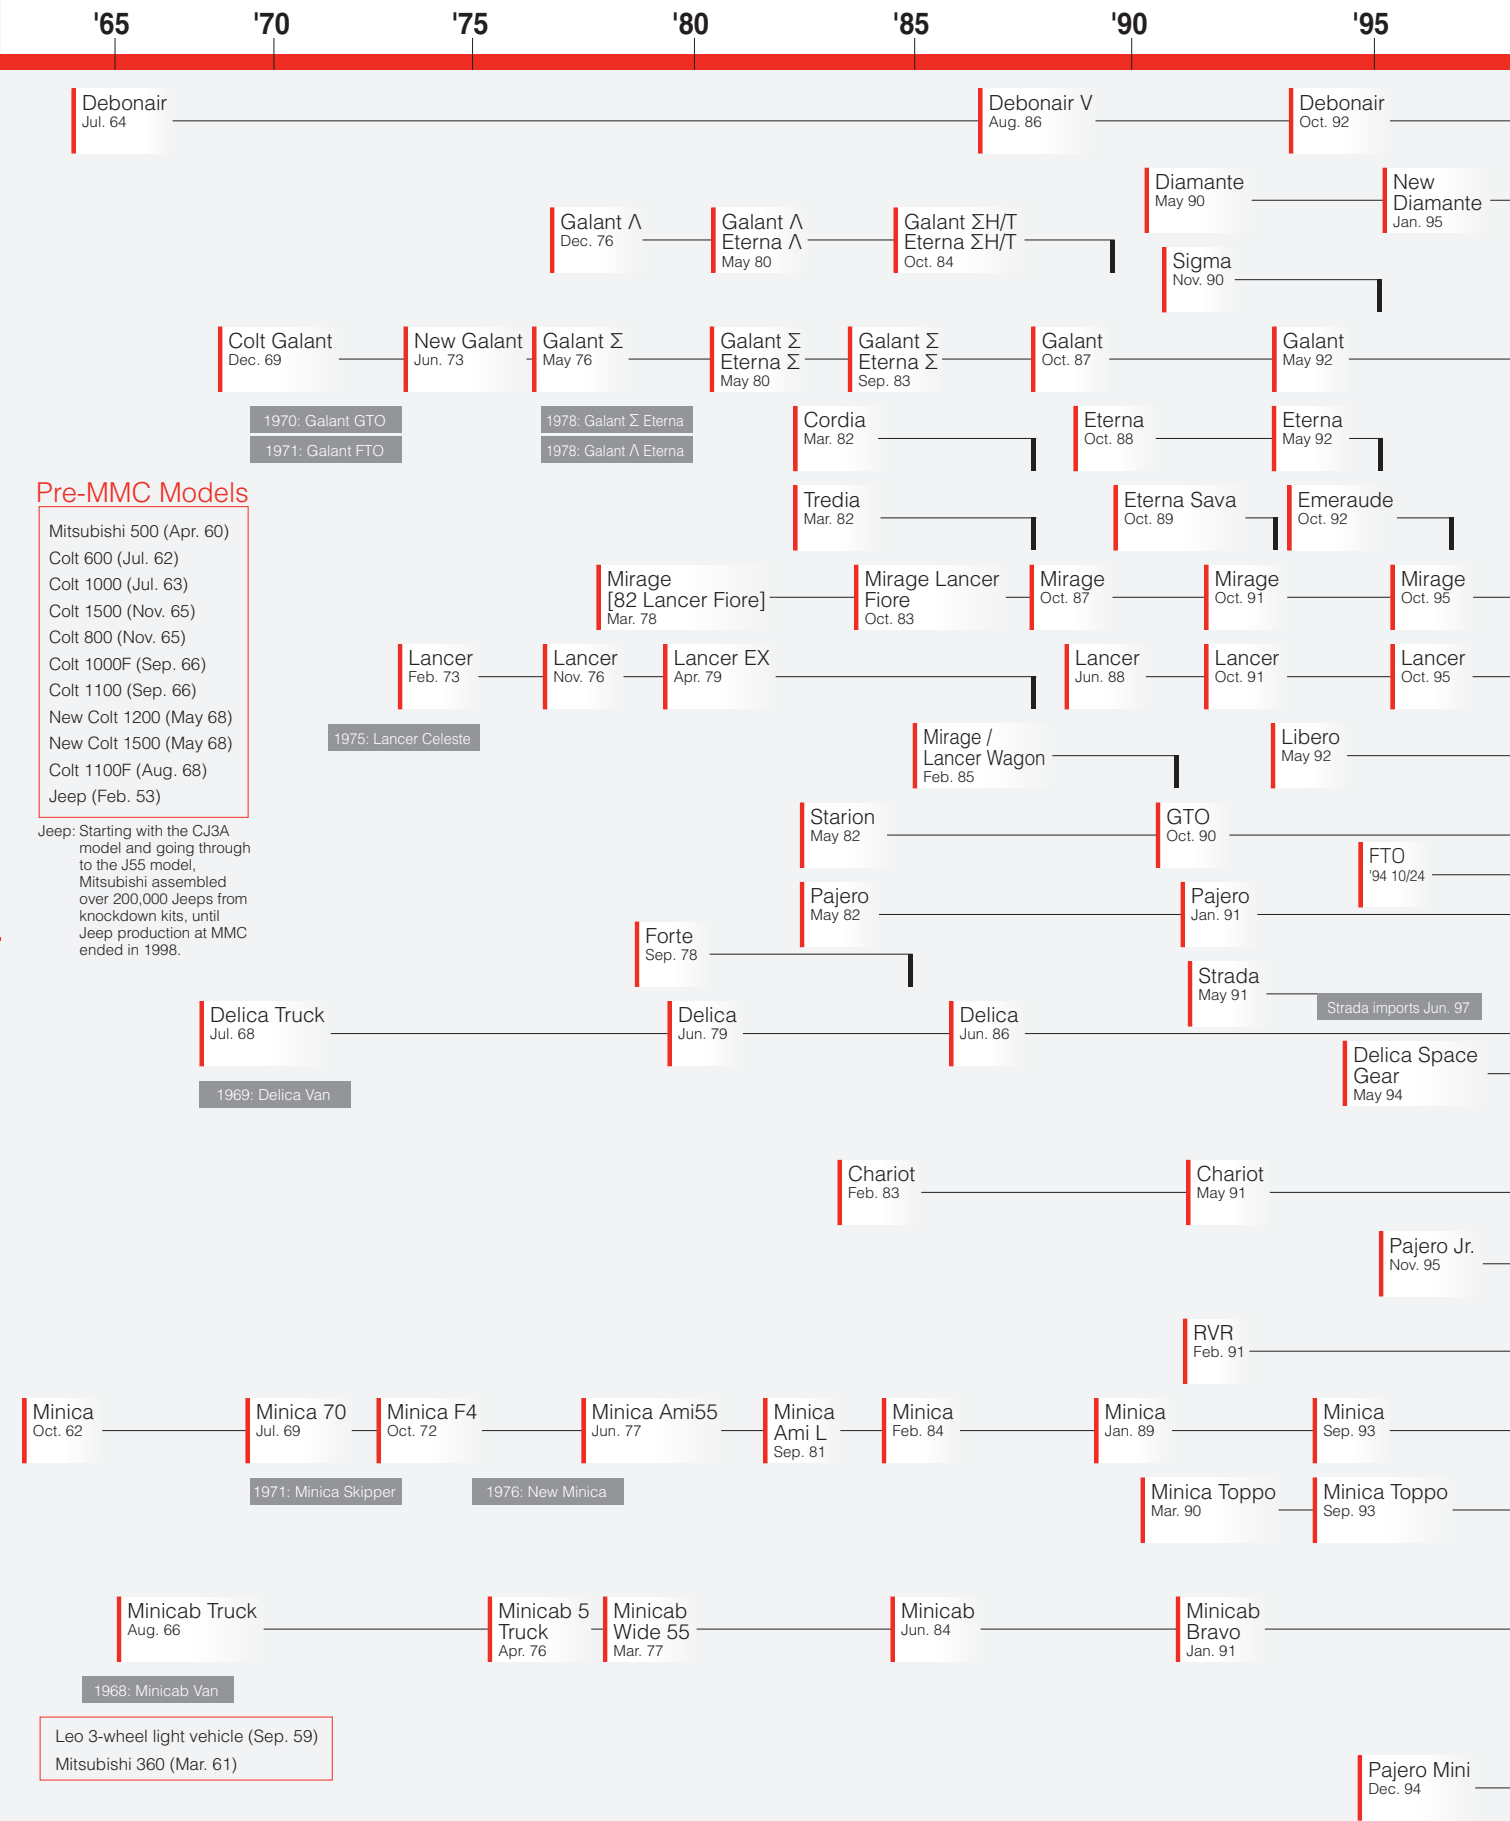 '65 '70 '75 '80 '85 '90 '95
Debonair
Jul. 64
Debonair V
Aug. 86
Debonair
Oct. 92
Diamante
May 90
New
Diamante
Jan. 95
Galant Λ
Dec. 76
Galant Λ
Eterna Λ
May 80
Galant ΣH/T
Eterna ΣH/T
Oct. 84
Sigma
Nov. 90
Colt Galant
Dec. 69
New Galant
Jun. 73
Galant Σ
May 76
Galant Σ
Eterna Σ
May 80
Galant Σ
Eterna Σ
Sep. 83
Galant
Oct. 87
Galant
May 92
1970: Galant GTO
1971: Galant FTO
1978: Galant Σ Eterna
1978: Galant Λ Eterna
Cordia
Mar. 82
Eterna
Oct. 88
Eterna
May 92
Tredia
Mar. 82
Eterna Sava
Oct. 89
Emeraude
Oct. 92
Pre-MMC Models
Mitsubishi 500 (Apr. 60)
Colt 600 (Jul. 62)
Colt 1000 (Jul. 63)
Colt 1500 (Nov. 65)
Colt 800 (Nov. 65)
Colt 1000F (Sep. 66)
Colt 1100 (Sep. 66)
New Colt 1200 (May 68)
New Colt 1500 (May 68)
Colt 1100F (Aug. 68)
Jeep (Feb. 53)
Jeep: Starting with the CJ3A
model and going through
to the J55 model,
Mitsubishi assembled
over 200,000 Jeeps from
knockdown kits, until
Jeep production at MMC
ended in 1998.
Mirage
[82 Lancer Fiore]
Mar. 78
Mirage Lancer
Fiore
Oct. 83
Mirage
Oct. 87
Mirage
Oct. 91
Mirage
Oct. 95
Lancer
Feb. 73
Lancer
Nov. 76
Lancer EX
Apr. 79
Lancer
Jun. 88
Lancer
Oct. 91
Lancer
Oct. 95
1975: Lancer Celeste
Mirage /
Lancer Wagon
Feb. 85
Libero
May 92
Starion
May 82
GTO
Oct. 90
FTO
'94 10/24
Pajero
May 82
Pajero
Jan. 91
Forte
Sep. 78
Strada
May 91
Strada imports Jun. 97
Delica Truck
Jul. 68
Delica
Jun. 79
Delica
Jun. 86
Delica Space
Gear
May 94
1969: Delica Van
Chariot
Feb. 83
Chariot
May 91
Pajero Jr.
Nov. 95
RVR
Feb. 91
Minica
Oct. 62
Minica 70
Jul. 69
Minica F4
Oct. 72
Minica Ami55
Jun. 77
Minica
Ami L
Sep. 81
Minica
Feb. 84
Minica
Jan. 89
Minica
Sep. 93
1971: Minica Skipper
1976: New Minica
Minica Toppo
Mar. 90
Minica Toppo
Sep. 93
Minicab Truck
Aug. 66
Minicab 5
Truck
Apr. 76
Minicab
Wide 55
Mar. 77
Minicab
Jun. 84
Minicab
Bravo
Jan. 91
1968: Minicab Van
Leo 3-wheel light vehicle (Sep. 59)
Mitsubishi 360 (Mar. 61)
Pajero Mini
Dec. 94